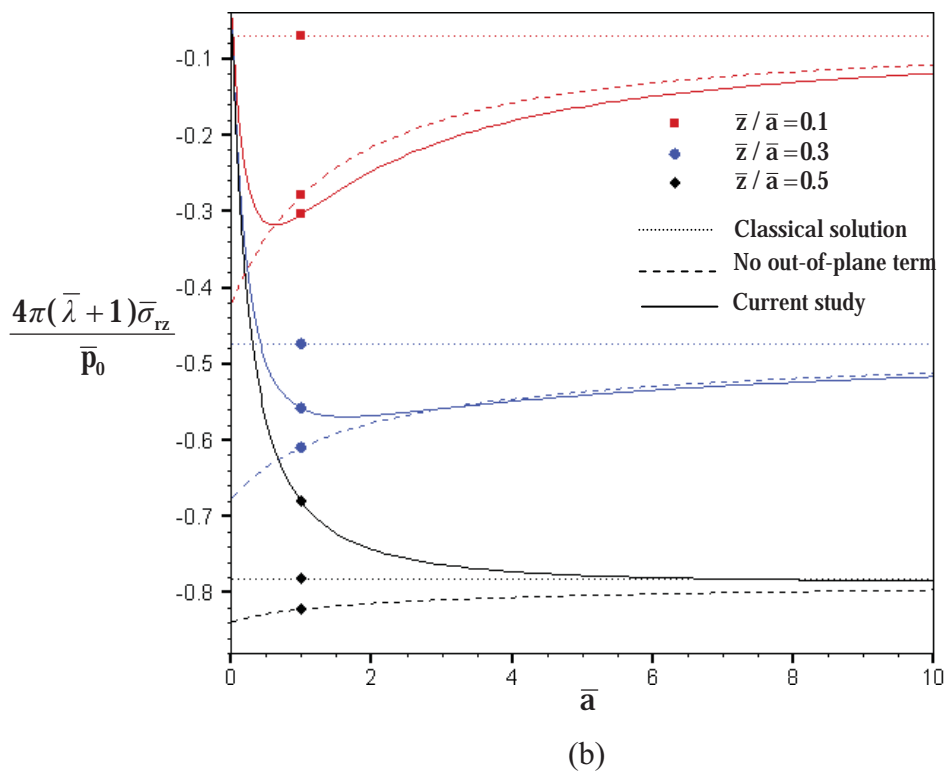 -0.1
-0.2
-0.3
-0.4
-0.5
-0.6
-0.7
-0.8
4π(λ̄ + 1)σ̄rz
p̄0
z̄ / ā = 0.1
z̄ / ā = 0.3
z̄ / ā = 0.5
Classical solution
No out-of-plane term
Current study
0 2 4 6 8 10
ā
(b)